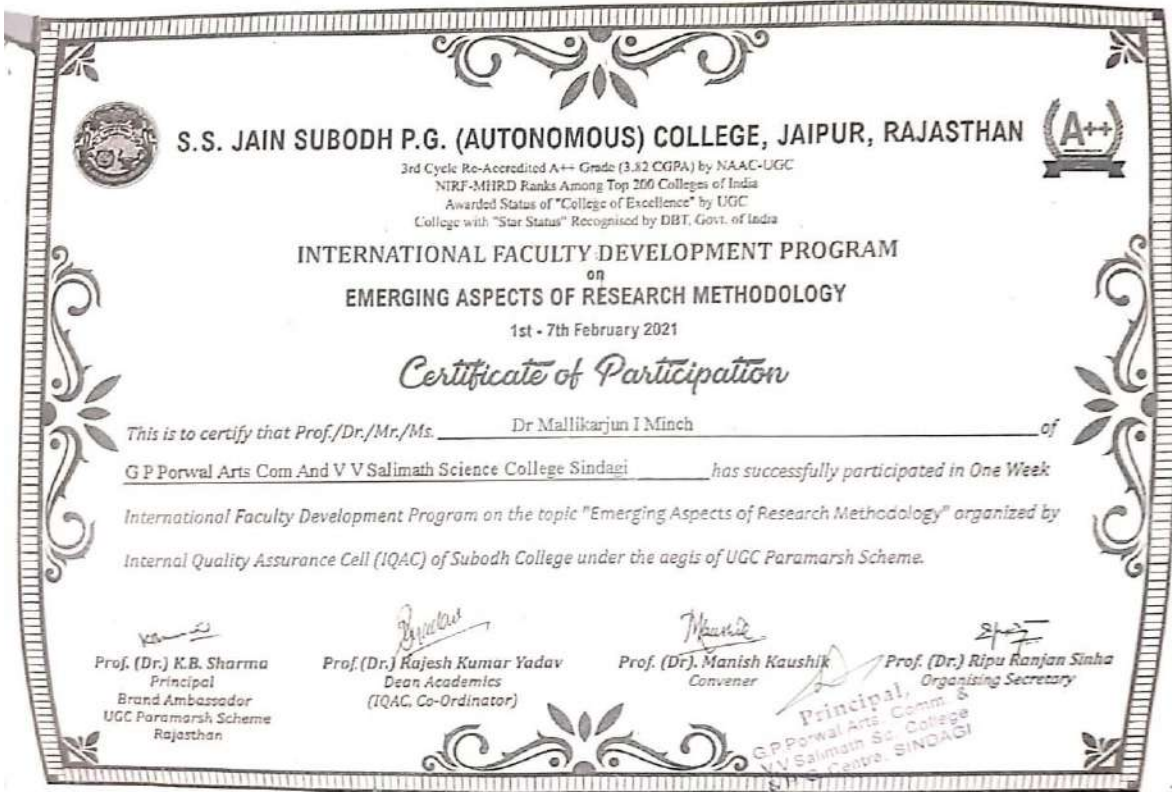 S.S. JAIN SUBODH P.G. (AUTONOMOUS) COLLEGE, JAIPUR, RAJASTHAN
A++
3rd Cycle Re-Accredited A++ Grade (3.82 CGPA) by NAAC-UGC
NIRF-MHRD Ranks Among Top 200 Colleges of India
Awarded Status of "College of Excellence" by UGC
College with "Star Status" Recognised by DBT, Govt. of India
INTERNATIONAL FACULTY DEVELOPMENT PROGRAM
on
EMERGING ASPECTS OF RESEARCH METHODOLOGY
1st - 7th February 2021
Certificate of Participation
This is to certify that Prof./Dr./Mr./Ms. Dr Mallikarjun I Minch of
G P Porwal Arts Com And V V Salimath Science College Sindagi has successfully participated in One Week
International Faculty Development Program on the topic "Emerging Aspects of Research Methodology" organized by
Internal Quality Assurance Cell (IQAC) of Subodh College under the aegis of UGC Paramarsh Scheme.
Prof. (Dr.) K.B. Sharma
Principal
Brand Ambassador
UGC Paramarsh Scheme
Rajasthan
Prof.(Dr.) Rajesh Kumar Yadav
Dean Academics
(IQAC, Co-Ordinator)
Prof. (Dr). Manish Kaushik
Convener
Prof. (Dr.) Ripu Ranjan Sinha
Organising Secretary
Principal,
G.P.Porwal Arts, Comm. &
V.V Salimath Sc. College
SINDAGI